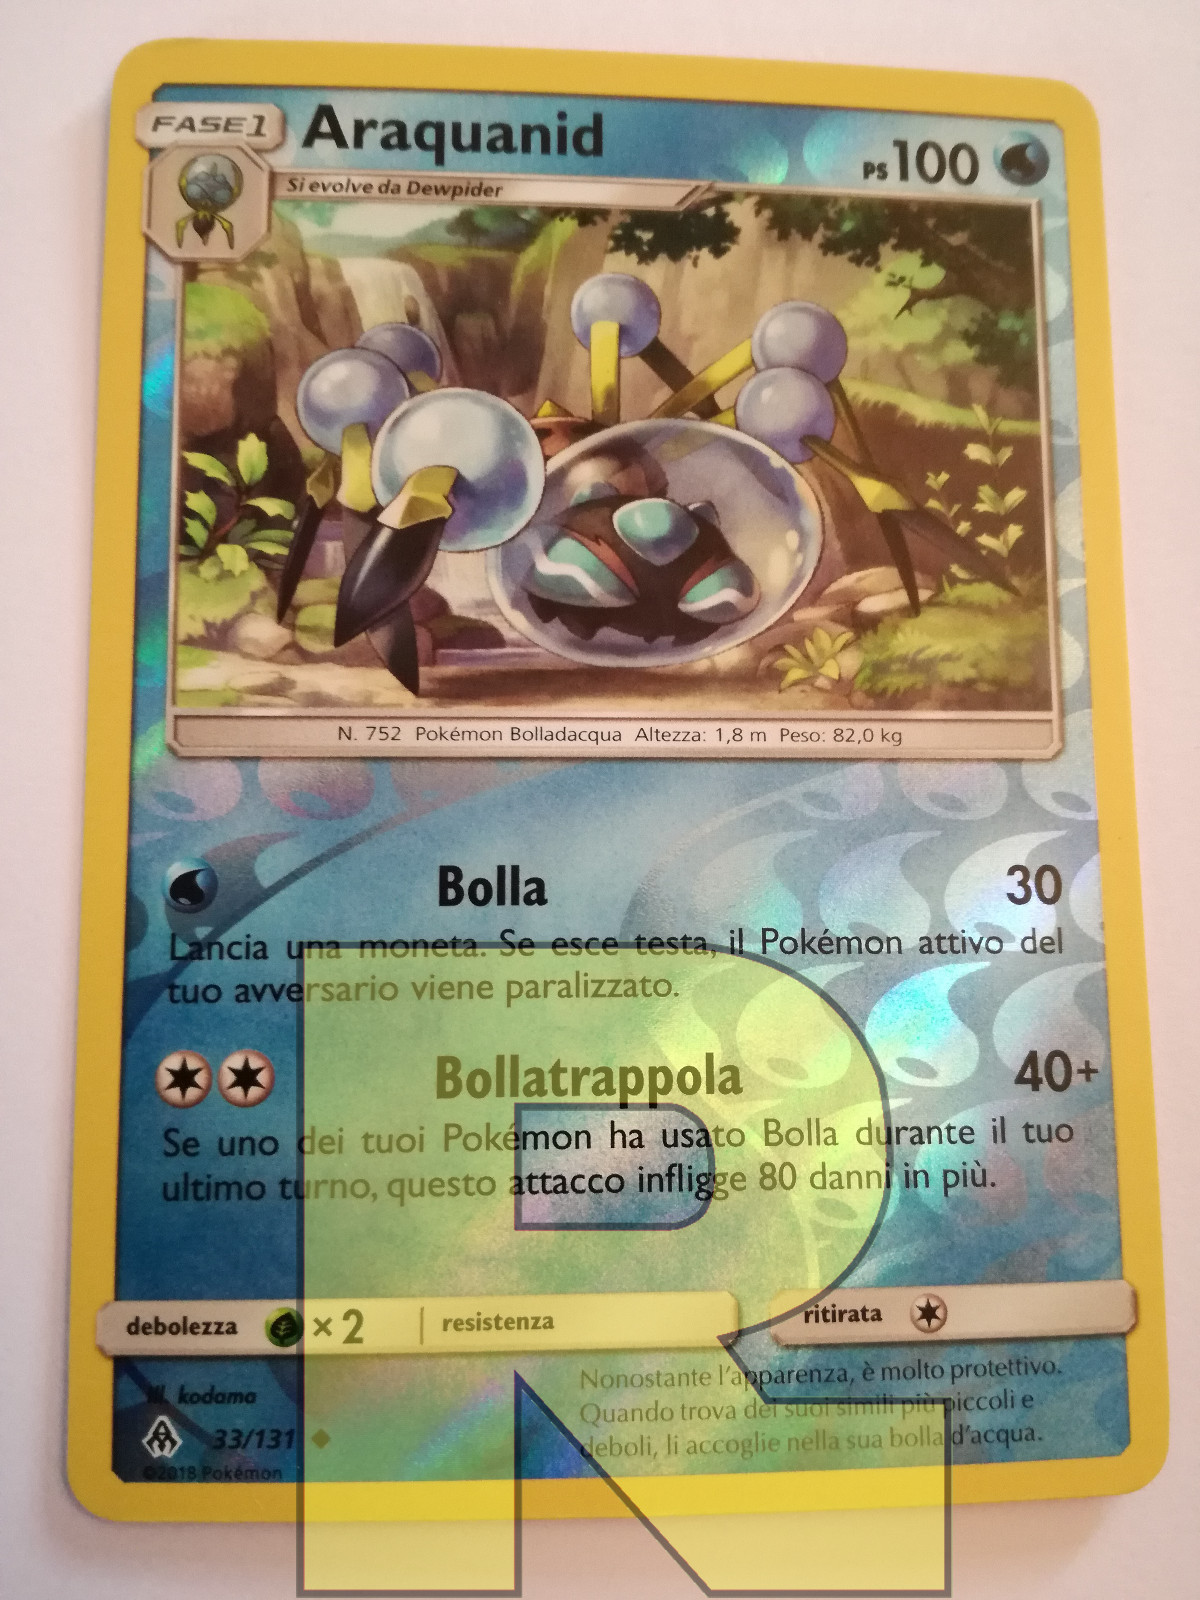 FASE 1
Araquanid
PS 100
Si evolve da Dewpider
N. 752 Pokémon Bolladacqua Altezza: 1,8 m Peso: 82,0 kg
Bolla 30
Lancia una moneta. Se esce testa, il Pokémon attivo del
tuo avversario viene paralizzato.
Bollatrappola 40+
Se uno dei tuoi Pokémon ha usato Bolla durante il tuo
ultimo turno, questo attacco infligge 80 danni in più.
debolezza ×2 resistenza ritirata
Nonostante l'apparenza, è molto protettivo.
Quando trova dei suoi simili più piccoli e
deboli, li accoglie nella sua bolla d'acqua.
Ill. kodama
33/131
©2018 Pokémon
R